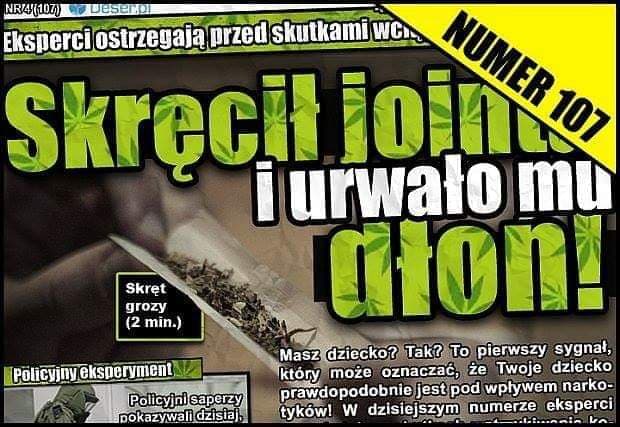 NR 4 (107) Deser.pl
NUMER 107
Eksperci ostrzegają przed skutkami
Skręcił
i urwało mu
dłoń!
Skręt
grozy
(2 min.)
Masz dziecko? Tak? To pierwszy sygnał,
który może oznaczać, że Twoje dziecko
prawdopodobnie jest pod wpływem narko-
tyków! W dzisiejszym numerze eksperci
Policyjny eksperyment
Policyjni saperzy
pokazywali dzisiaj,